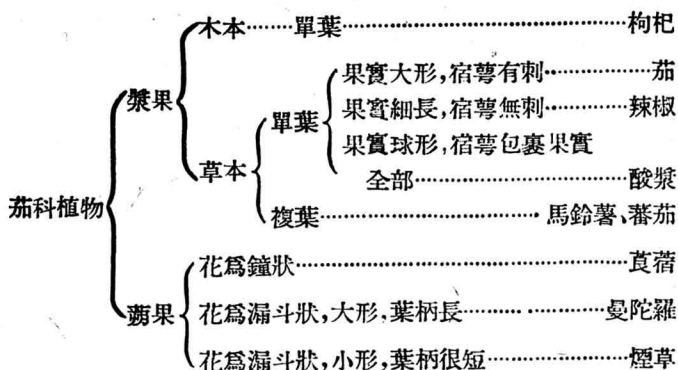 木本……單葉……枸杞
果實大形,宿萼有刺……茄
漿果
單葉
果實細長,宿萼無刺……辣椒
果實球形,宿萼包裹果實
草本
全部……酸漿
茄科植物
複葉……馬鈴薯、蕃茄
花爲鐘狀……莨菪
蒴果
花爲漏斗狀,大形,葉柄長……曼陀羅
花爲漏斗狀,小形,葉柄很短……煙草